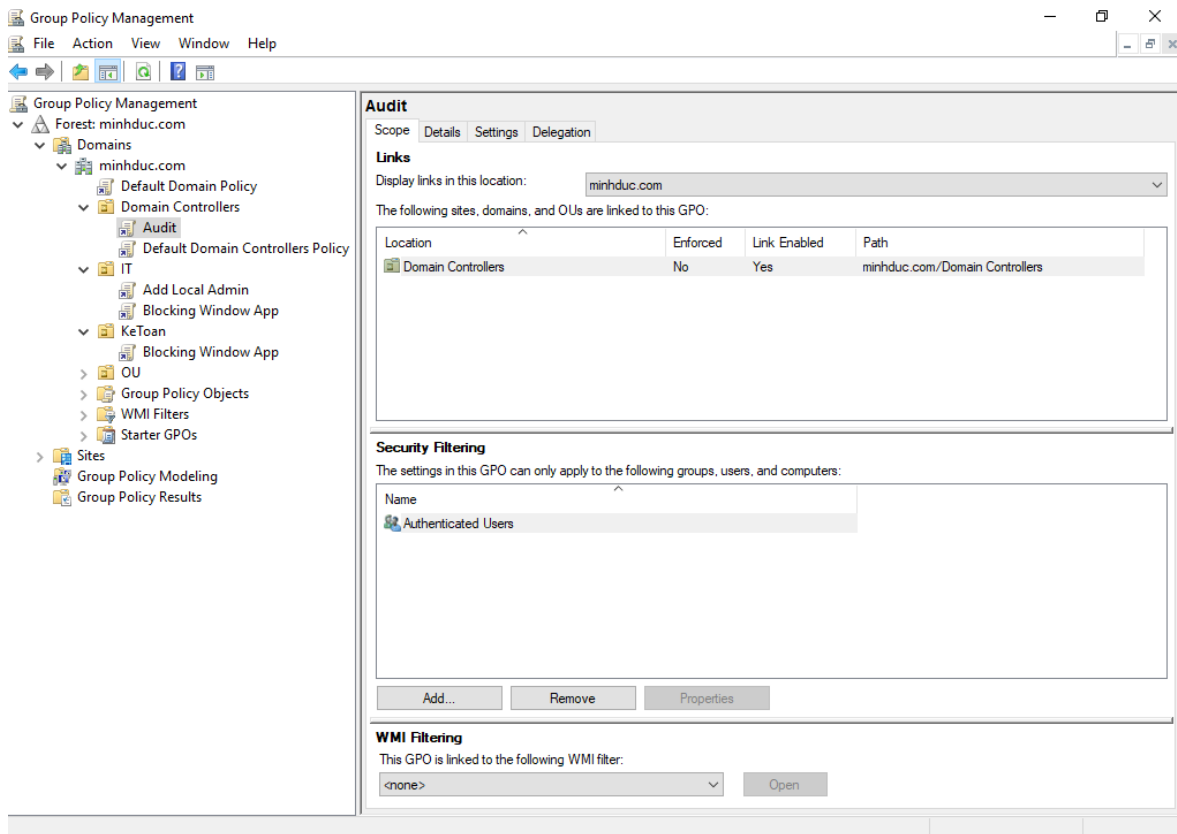 Group Policy Management
File Action View Window Help
Group Policy Management
Forest: minhduc.com
Domains
minhduc.com
Default Domain Policy
Domain Controllers
Audit
Default Domain Controllers Policy
IT
Add Local Admin
Blocking Window App
KeToan
Blocking Window App
OU
Group Policy Objects
WMI Filters
Starter GPOs
Sites
Group Policy Modeling
Group Policy Results
Audit
Scope Details Settings Delegation
Links
Display links in this location: minhduc.com
The following sites, domains, and OUs are linked to this GPO:
Location Enforced Link Enabled Path
Domain Controllers No Yes minhduc.com/Domain Controllers
Security Filtering
The settings in this GPO can only apply to the following groups, users, and computers:
Name
Authenticated Users
Add... Remove Properties
WMI Filtering
This GPO is linked to the following WMI filter:
<none> Open